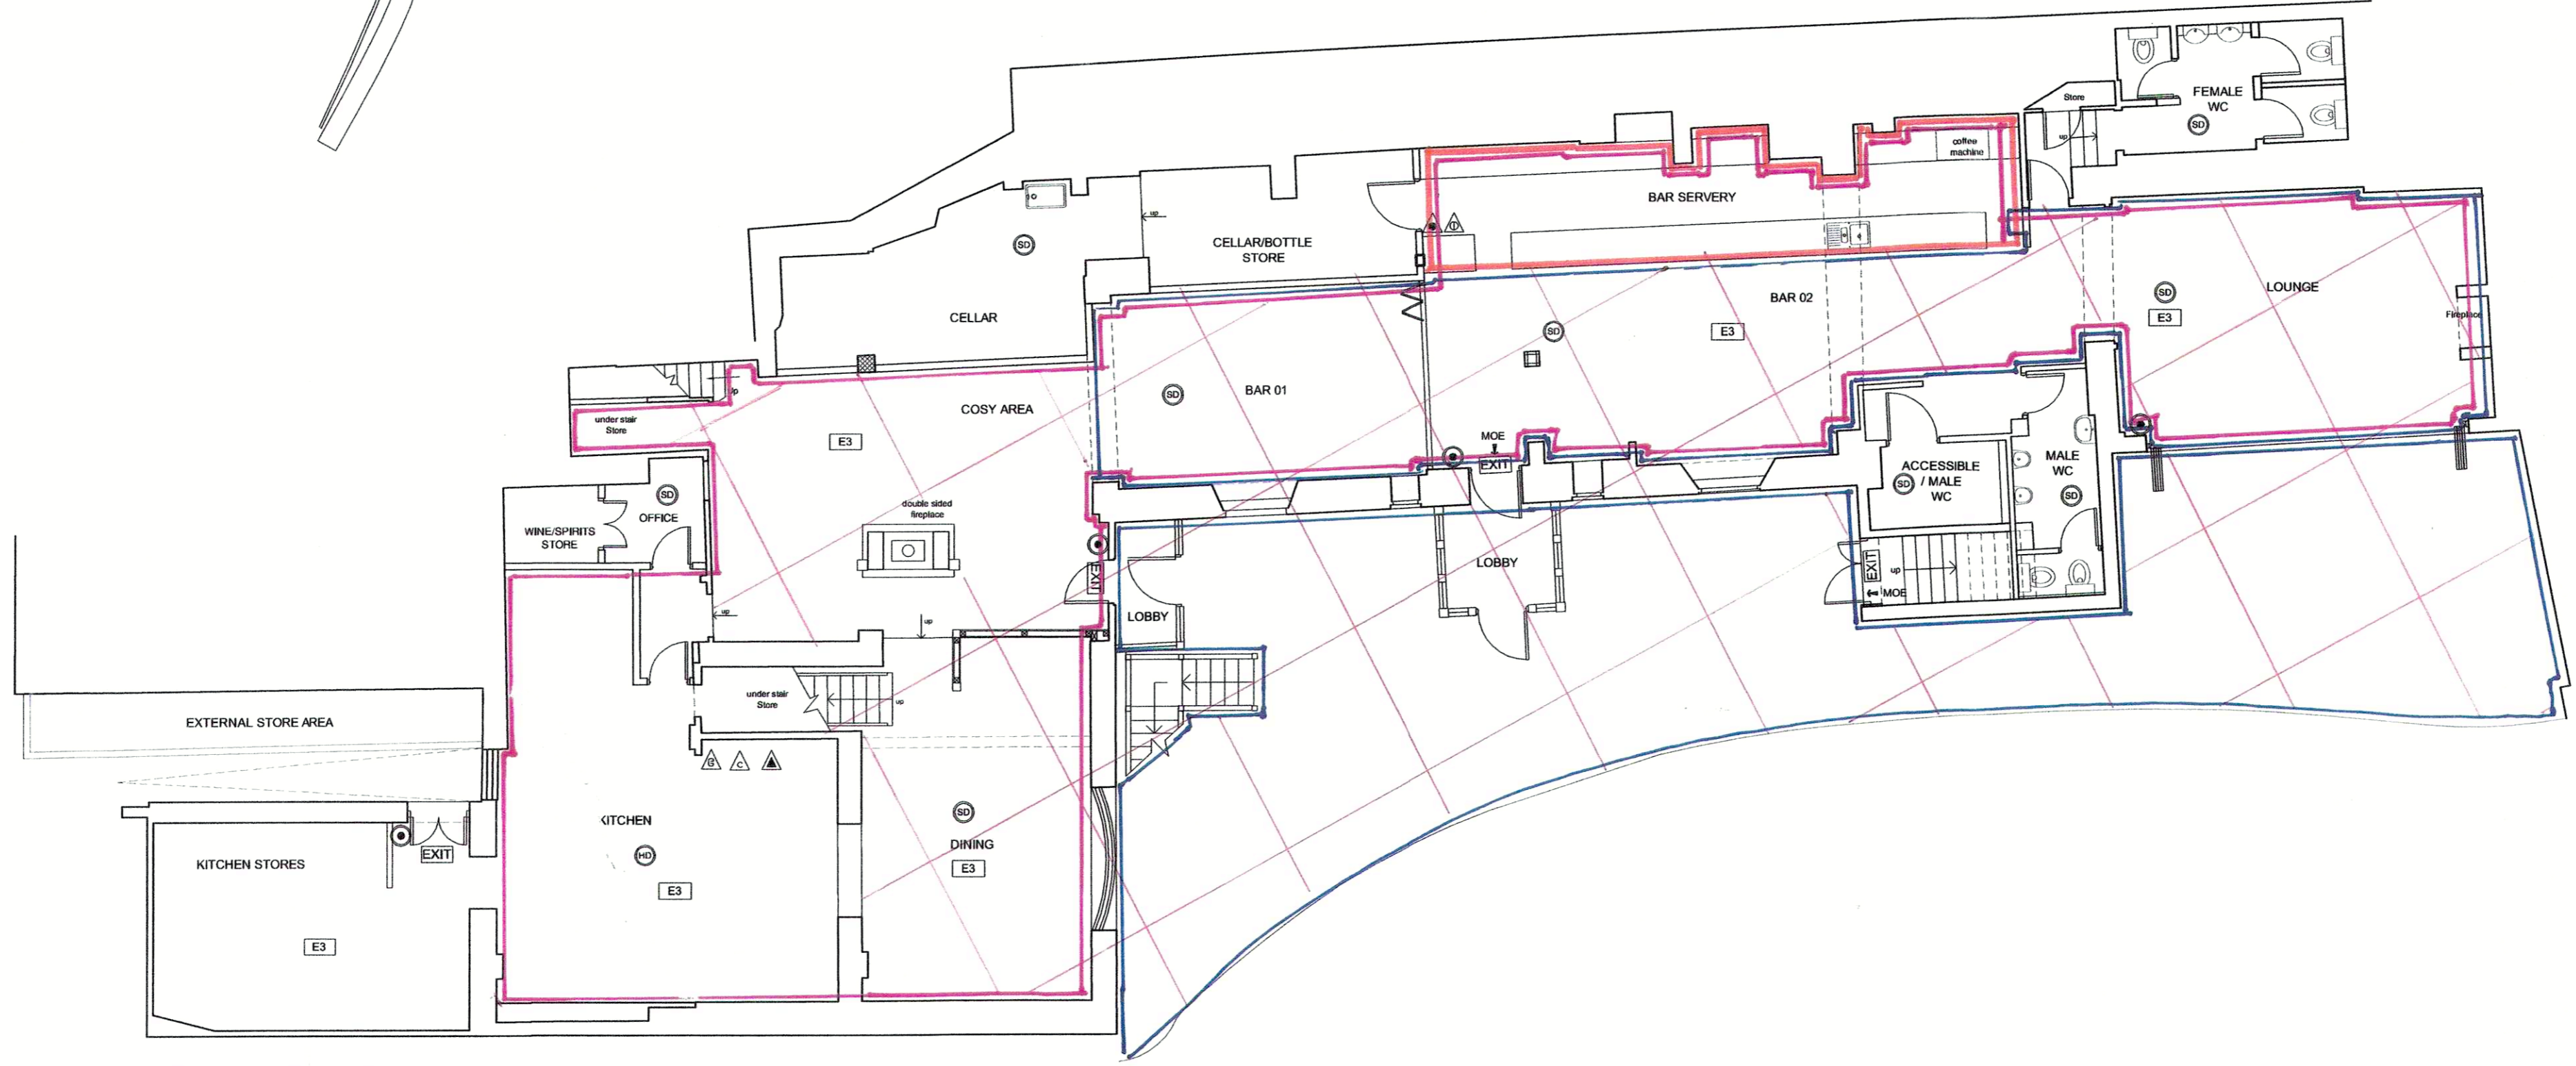 Store
FEMALE
WC
SD
up
coffee
machine
BAR SERVERY
up
SD
CELLAR/BOTTLE
STORE
CELLAR
BAR 02
SD
E3
SD
LOUNGE
E3
Fireplace
BAR 01
SD
up
COSY AREA
under stair
Store
E3
MOE
EXIT
ACCESSIBLE
/ MALE
WC
SD
MALE
WC
SD
SD
OFFICE
WINE/SPIRITS
STORE
double sided
fireplace
EXIT
LOBBY
LOBBY
EXIT
up
MOE
up
up
under stair
Store
up
EXTERNAL STORE AREA
C
KITCHEN
HD
E3
SD
DINING
E3
KITCHEN STORES
EXIT
E3